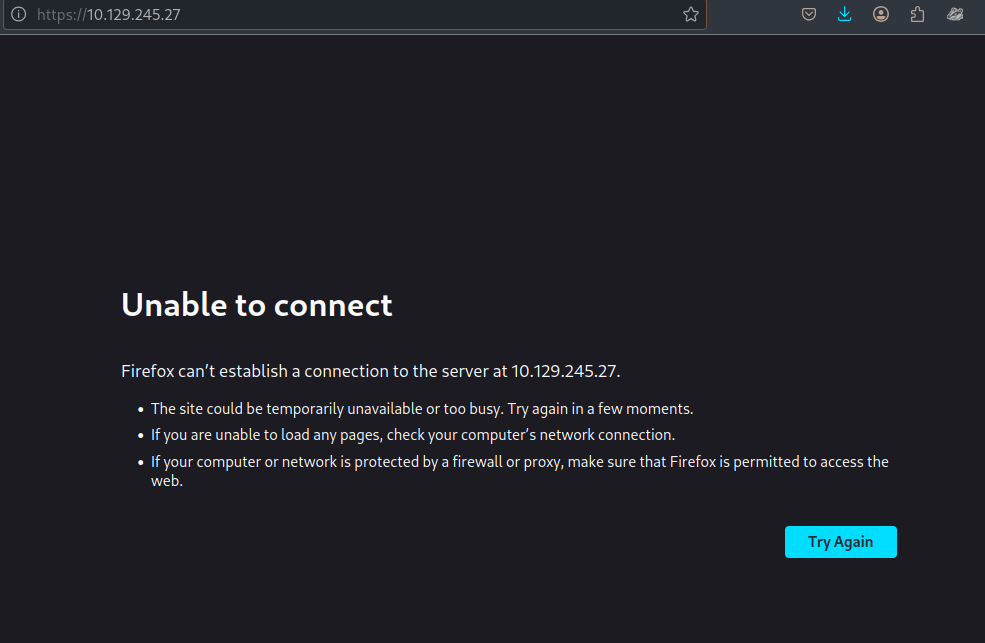 https://10.129.245.27
Unable to connect
Firefox can’t establish a connection to the server at 10.129.245.27.
• The site could be temporarily unavailable or too busy. Try again in a few moments.
• If you are unable to load any pages, check your computer’s network connection.
• If your computer or network is protected by a firewall or proxy, make sure that Firefox is permitted to access the
web.
Try Again